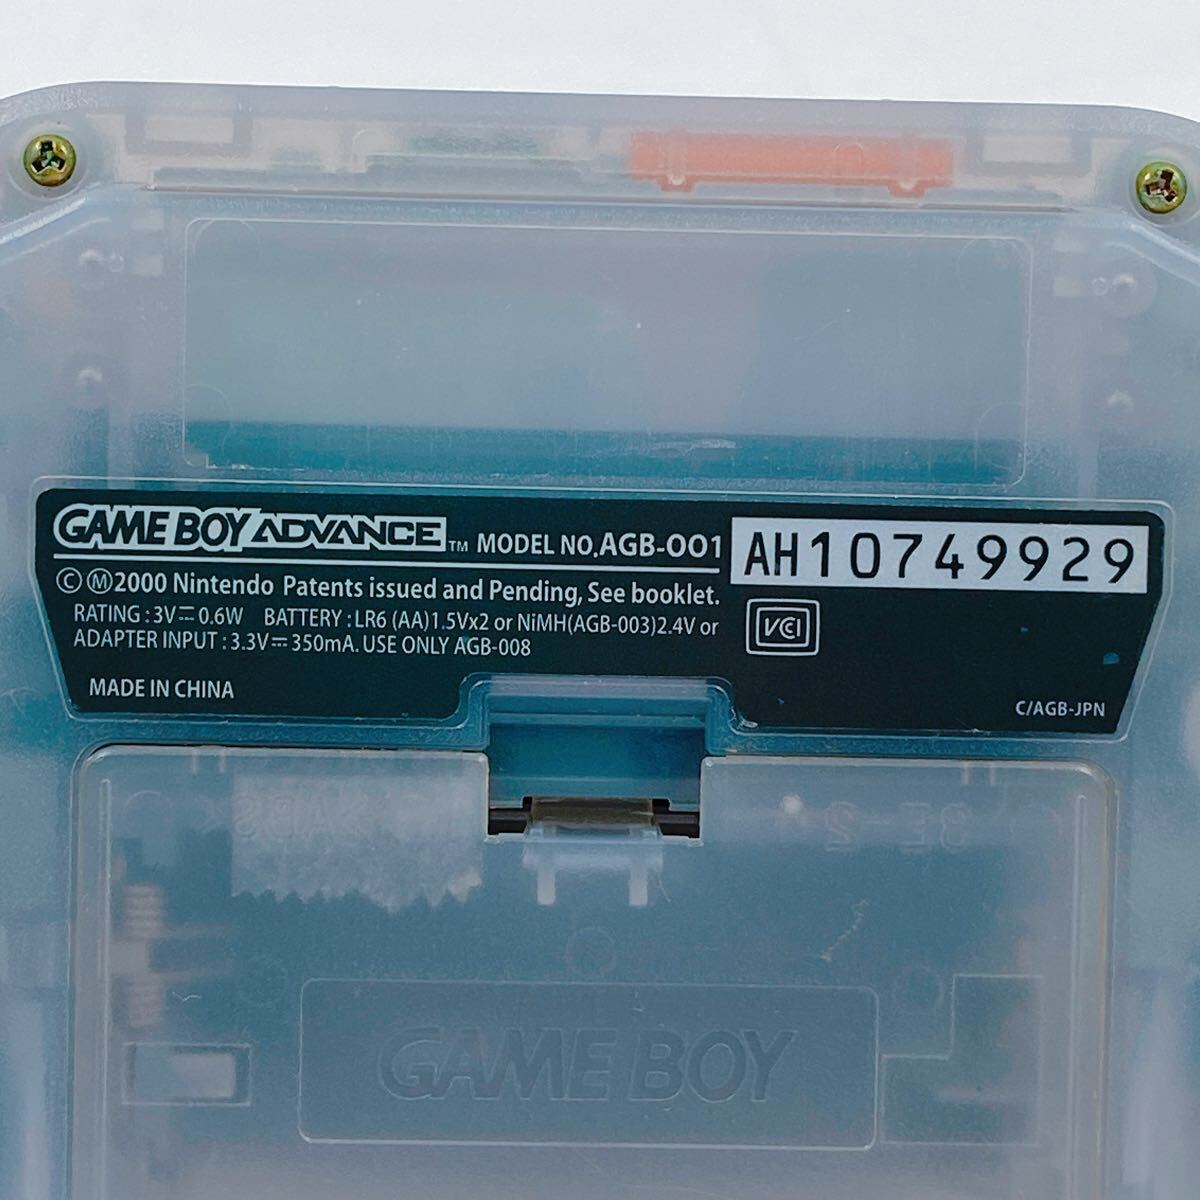 GAME BOY ADVANCE TM MODEL NO.AGB-001 AH10749929
© Ⓜ 2000 Nintendo Patents issued and Pending, See booklet.
RATING : 3V⎓0.6W BATTERY : LR6 (AA)1.5Vx2 or NiMH(AGB-003)2.4V or
ADAPTER INPUT : 3.3V⎓350mA. USE ONLY AGB-008
VCCI
MADE IN CHINA
C/AGB-JPN
GAME BOY